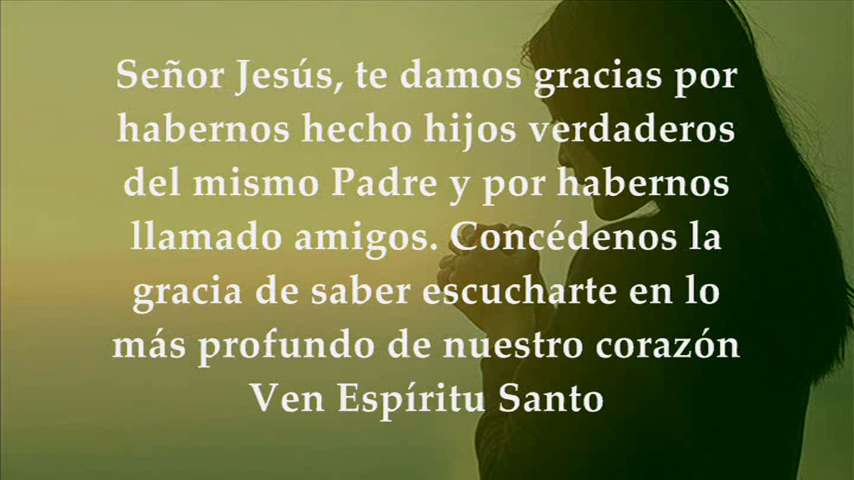 Señor Jesús, te damos gracias por
habernos hecho hijos verdaderos
del mismo Padre y por habernos
llamado amigos. Concédenos la
gracia de saber escucharte en lo
más profundo de nuestro corazón
Ven Espíritu Santo